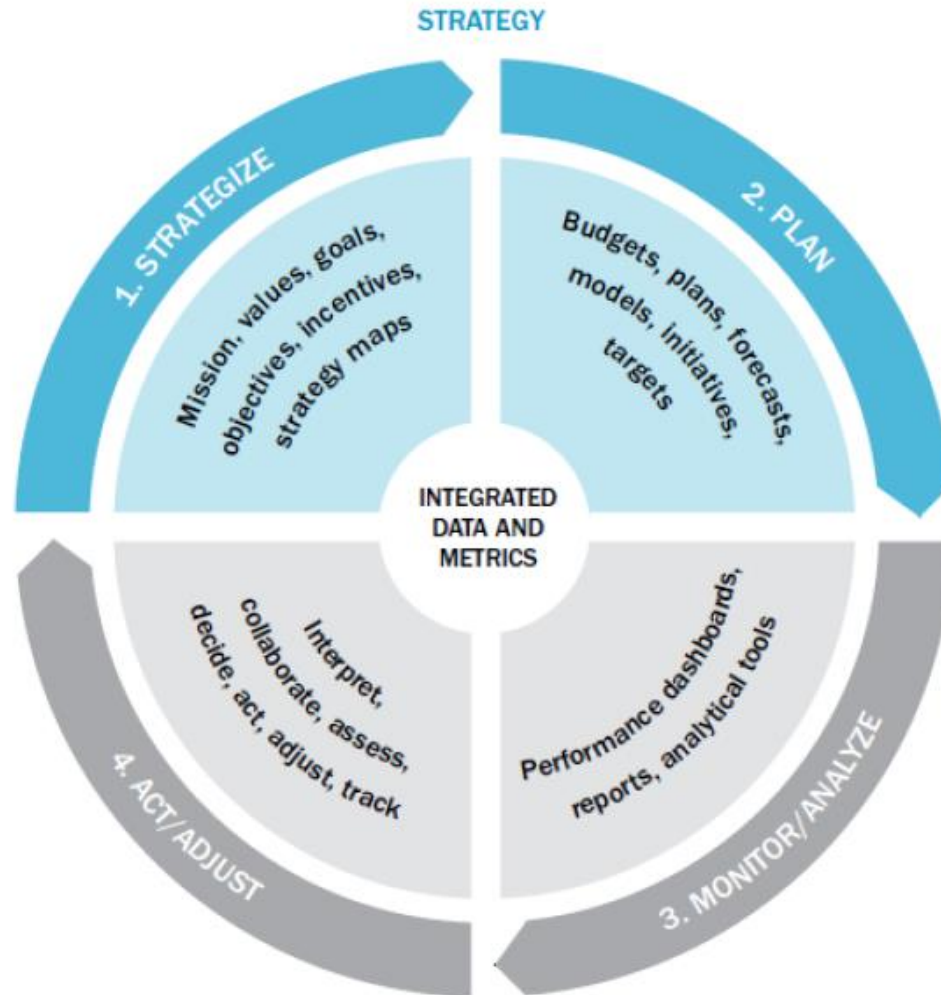 STRATEGY
1. STRATEGIZE
Mission, values, goals,
objectives, incentives,
strategy maps
2. PLAN
Budgets, plans, forecasts,
models, initiatives,
targets
INTEGRATED
DATA AND
METRICS
3. MONITOR/ANALYZE
Performance dashboards,
reports, analytical tools
4. ACT/ADJUST
Interpret,
collaborate, assess,
decide, act, adjust, track